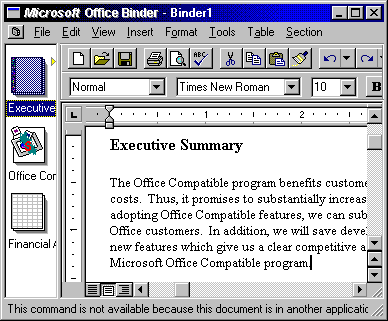 Microsoft Office Binder - Binder1
File Edit View Insert Format Tools Table Section
Normal Times New Roman 10 B
Executive
Office Com
Financial A
1 2
Executive Summary
The Office Compatible program benefits custome
costs. Thus, it promises to substantially increas
adopting Office Compatible features, we can sub
Office customers. In addition, we will save devel
new features which give us a clear competitive a
Microsoft Office Compatible program.
This command is not available because this document is in another applicatio